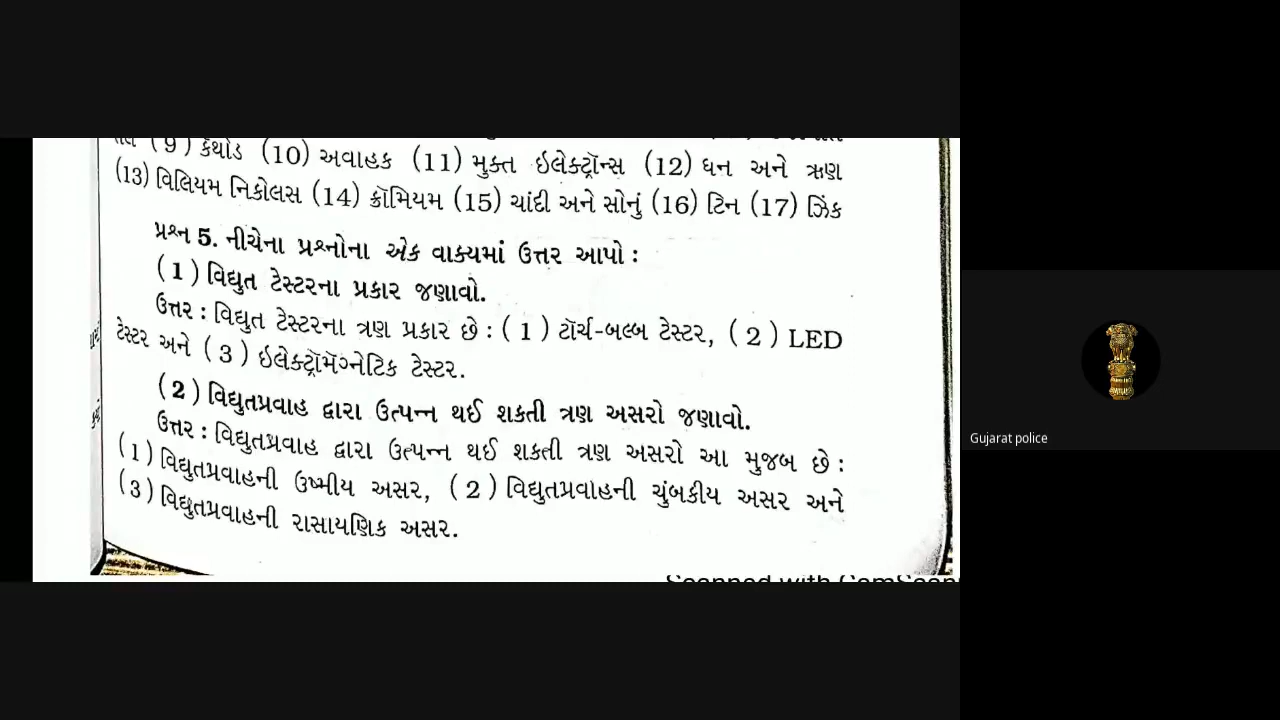 (9) કેથોડ (10) અવાહક (11) મુક્ત ઇલેક્ટ્રૉન્સ (12) ધન અને ઋણ
(13) વિલિયમ નિકોલસ (14) ક્રૉમિયમ (15) ચાંદી અને સોનું (16) ટિન (17) ઝિંક
પ્રશ્ન 5. નીચેના પ્રશ્નોના એક વાક્યમાં ઉત્તર આપો :
(1) વિદ્યુત ટેસ્ટરના પ્રકાર જણાવો.
ઉત્તર : વિદ્યુત ટેસ્ટરના ત્રણ પ્રકાર છે : (1) ટૉર્ચ-બલ્બ ટેસ્ટર, (2) LED
ટેસ્ટર અને (3) ઇલેક્ટ્રૉમૅગ્નેટિક ટેસ્ટર.
(2) વિદ્યુતપ્રવાહ દ્વારા ઉત્પન્ન થઈ શકતી ત્રણ અસરો જણાવો.
ઉત્તર : વિદ્યુતપ્રવાહ દ્વારા ઉત્પન્ન થઈ શકતી ત્રણ અસરો આ મુજબ છે :
(1) વિદ્યુતપ્રવાહની ઉષ્મીય અસર, (2) વિદ્યુતપ્રવાહની ચુંબકીય અસર અને
(3) વિદ્યુતપ્રવાહની રાસાયણિક અસર.
Gujarat police